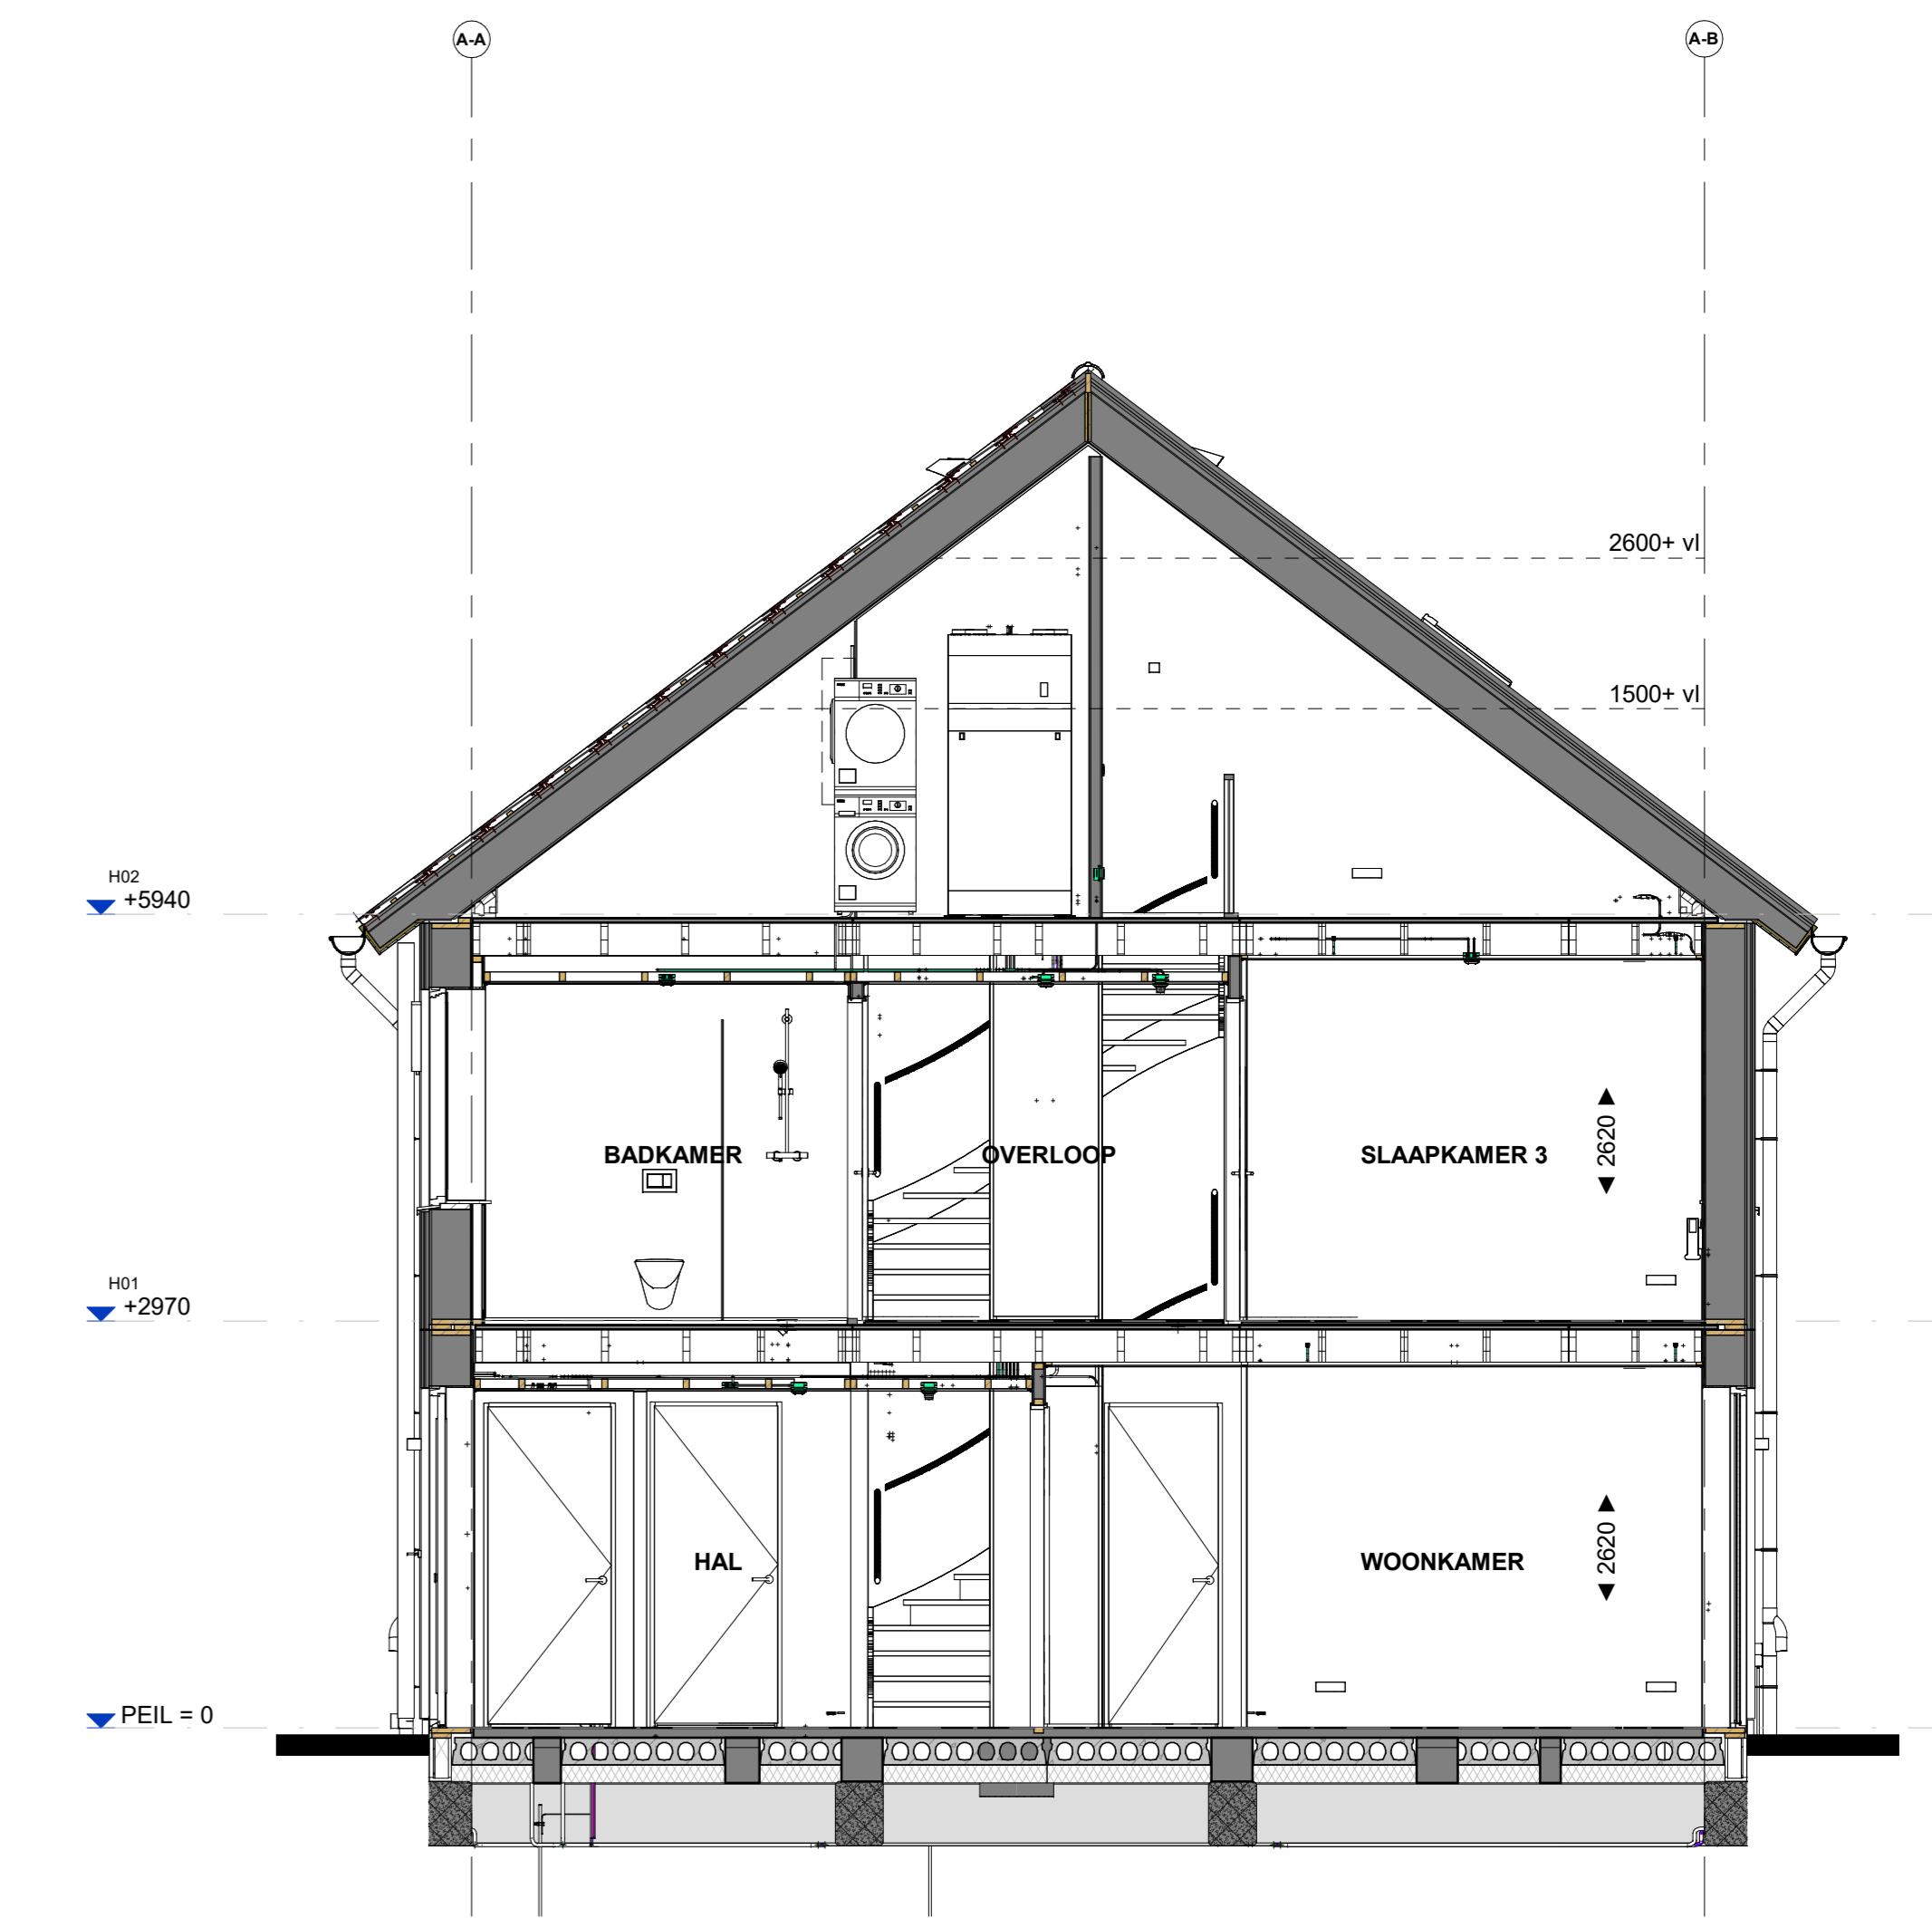 A-A
A-B
2600+ vl
1500+ vl
H02
+5940
BADKAMER
OVERLOOP
SLAAPKAMER 3
2620
H01
+2970
HAL
WOONKAMER
2620
PEIL = 0